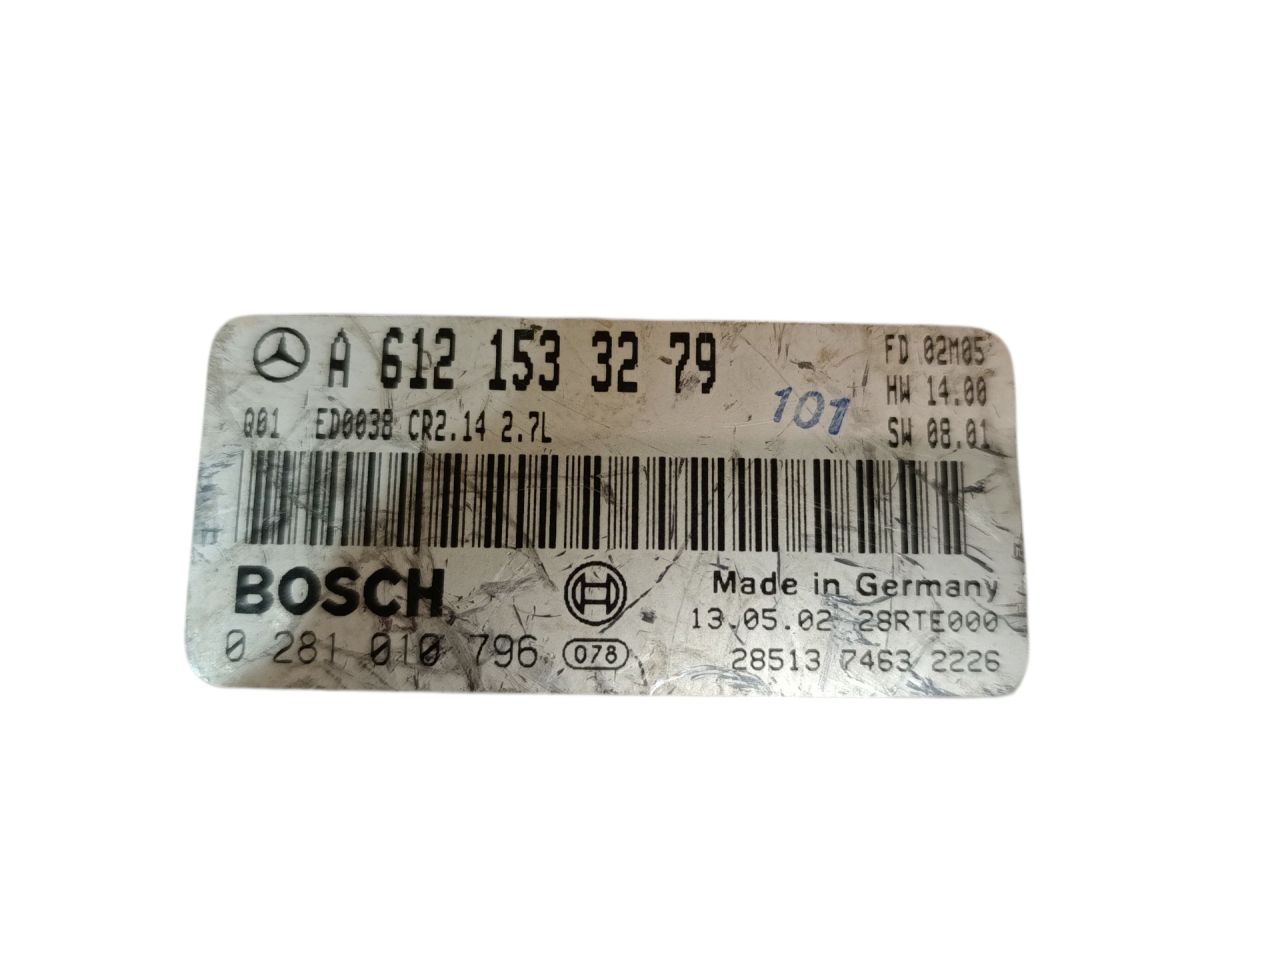 A 612 153 32 79
FD 02M05
HW 14.00
101
Q01 ED0038 CR2.14 2.7L
SW 08.01
BOSCH
Made in Germany
13.05.02 28RTE000
0 281 010 796 078
28513 7463 2226